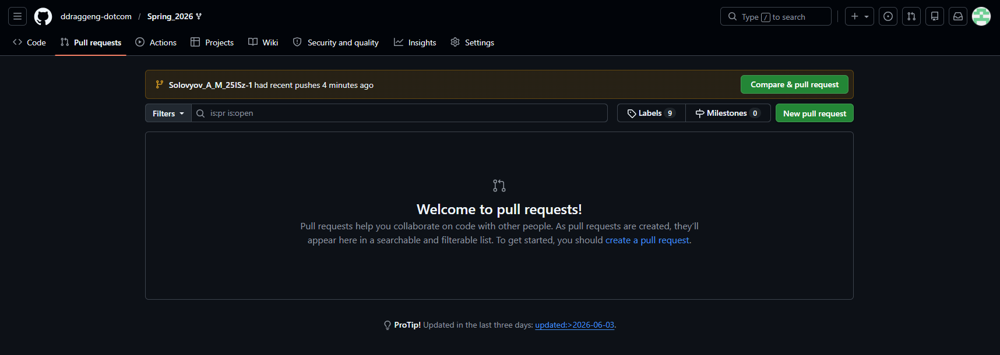 ddraggeng-dotcom / Spring_2026
Type / to search
Code Pull requests Actions Projects Wiki Security and quality Insights Settings
Solovyov_A_M_25ISz-1 had recent pushes 4 minutes ago Compare & pull request
Filters is:pr is:open Labels 9 Milestones 0 New pull request
Welcome to pull requests!
Pull requests help you collaborate on code with other people. As pull requests are created, they’ll
appear here in a searchable and filterable list. To get started, you should create a pull request.
ProTip! Updated in the last three days: updated:>2026-06-03.